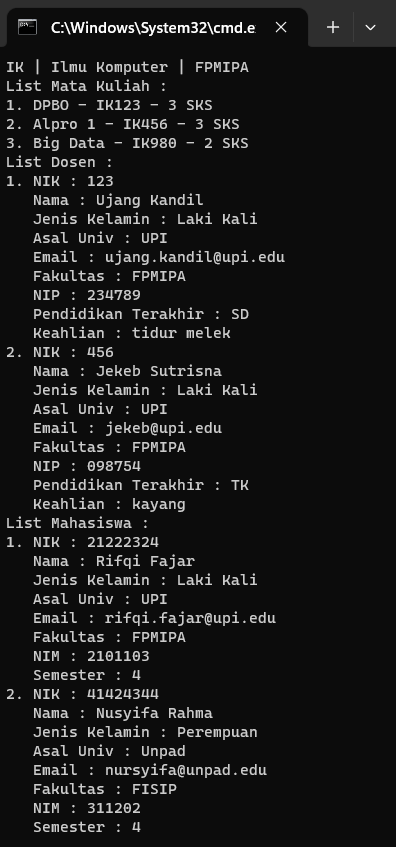 C:\Windows\System32\cmd.e
IK | Ilmu Komputer | FPMIPA
List Mata Kuliah :
1. DPBO - IK123 - 3 SKS
2. Alpro 1 - IK456 - 3 SKS
3. Big Data - IK980 - 2 SKS
List Dosen :
1. NIK : 123
   Nama : Ujang Kandil
   Jenis Kelamin : Laki Kali
   Asal Univ : UPI
   Email : ujang.kandil@upi.edu
   Fakultas : FPMIPA
   NIP : 234789
   Pendidikan Terakhir : SD
   Keahlian : tidur melek
2. NIK : 456
   Nama : Jekeb Sutrisna
   Jenis Kelamin : Laki Kali
   Asal Univ : UPI
   Email : jekeb@upi.edu
   Fakultas : FPMIPA
   NIP : 098754
   Pendidikan Terakhir : TK
   Keahlian : kayang
List Mahasiswa :
1. NIK : 21222324
   Nama : Rifqi Fajar
   Jenis Kelamin : Laki Kali
   Asal Univ : UPI
   Email : rifqi.fajar@upi.edu
   Fakultas : FPMIPA
   NIM : 2101103
   Semester : 4
2. NIK : 41424344
   Nama : Nusyifa Rahma
   Jenis Kelamin : Perempuan
   Asal Univ : Unpad
   Email : nursyifa@unpad.edu
   Fakultas : FISIP
   NIM : 311202
   Semester : 4